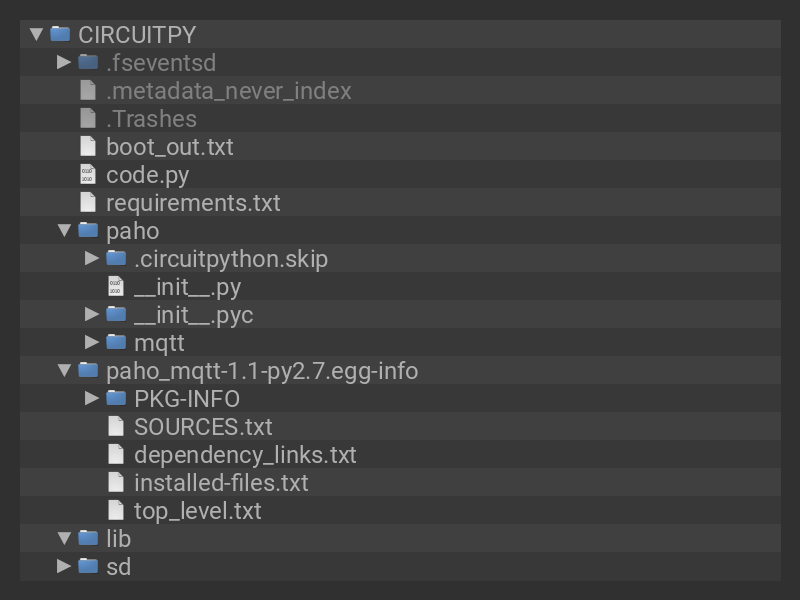 CIRCUITPY
.fseventsd
.metadata_never_index
.Trashes
boot_out.txt
code.py
requirements.txt
paho
.circuitpython.skip
__init__.py
__init__.pyc
mqtt
paho_mqtt-1.1-py2.7.egg-info
PKG-INFO
SOURCES.txt
dependency_links.txt
installed-files.txt
top_level.txt
lib
sd